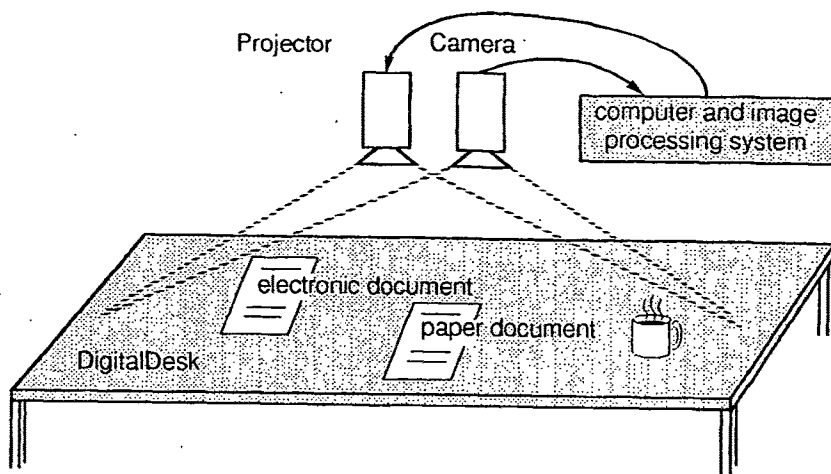 Projector
Camera
computer and image
processing system
electronic document
paper document
DigitalDesk